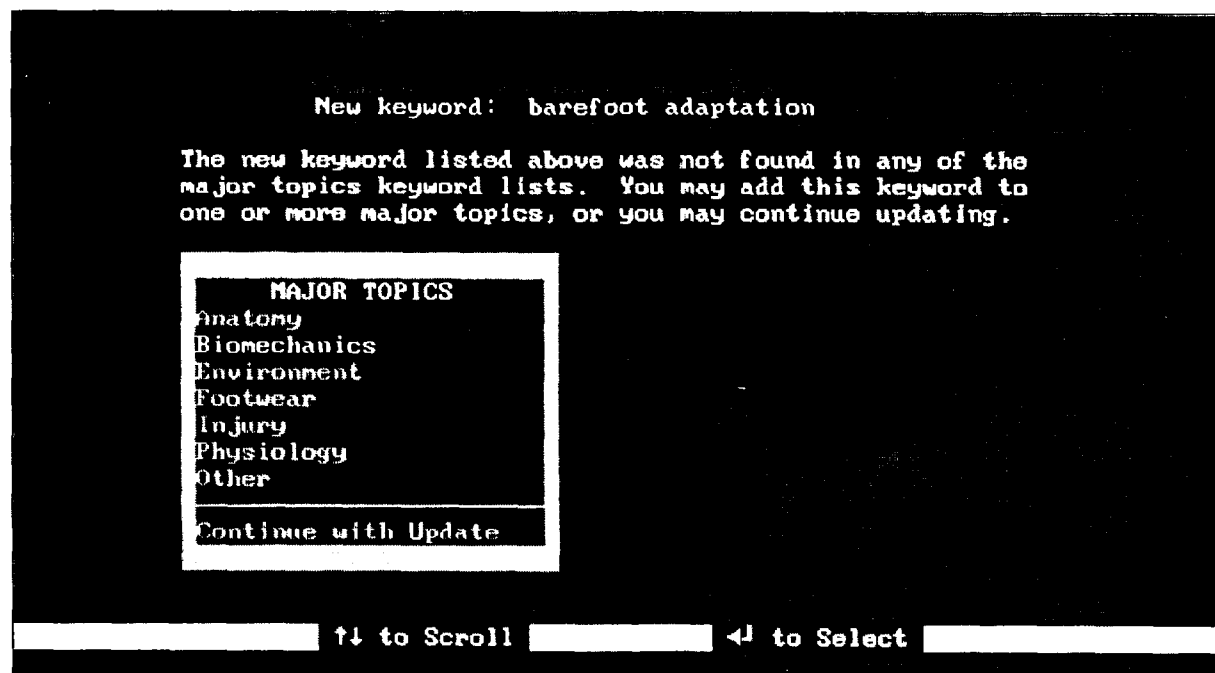 New keyword: barefoot adaptation
The new keyword listed above was not found in any of the
major topics keyword lists. You may add this keyword to
one or more major topics, or you may continue updating.
MAJOR TOPICS
Anatomy
Biomechanics
Environment
Footwear
Injury
Physiology
Other
Continue with Update
↑↓ to Scroll ↵ to Select